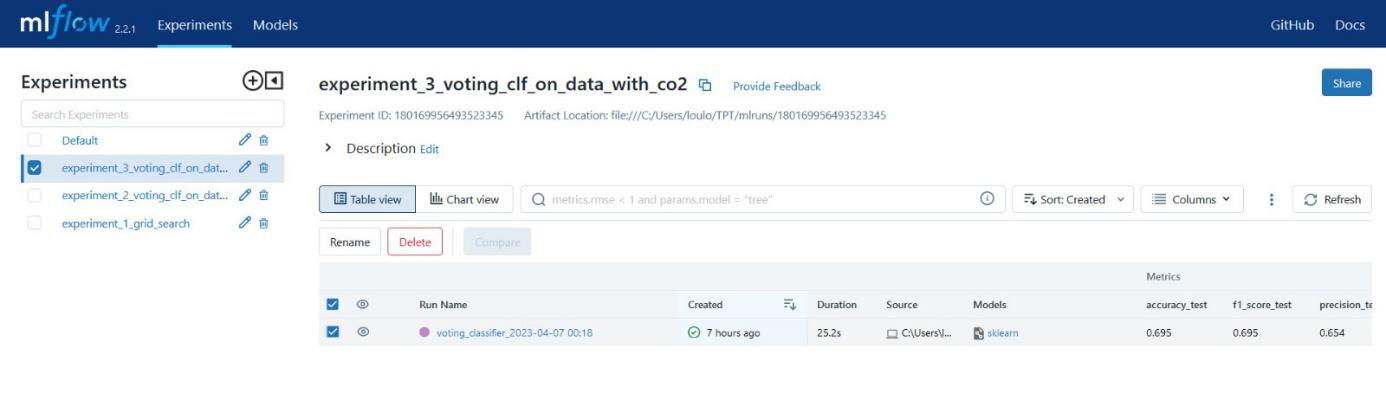 mlflow 2.2.1 Experiments Models GitHub Docs
Experiments
Search Experiments
Default
experiment_3_voting_clf_on_dat...
experiment_2_voting_clf_on_dat...
experiment_1_grid_search
experiment_3_voting_clf_on_data_with_co2 Provide Feedback Share
Experiment ID: 180169956493523345 Artifact Location: file:///C:/Users/loulo/TPT/mlruns/180169956493523345
Description Edit
Table view Chart view metrics.rmse < 1 and params.model = "tree" Sort: Created Columns Refresh
Rename Delete Compare
Metrics
Run Name Created Duration Source Models accuracy_test f1_score_test precision_te
voting_classifier_2023-04-07 00:18 7 hours ago 25.2s C:\Users\l... sklearn 0.695 0.695 0.654